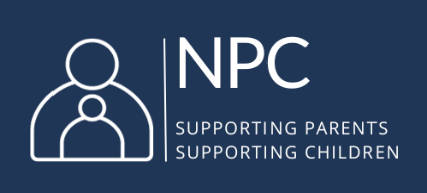 NPC
SUPPORTING PARENTS
SUPPORTING CHILDREN